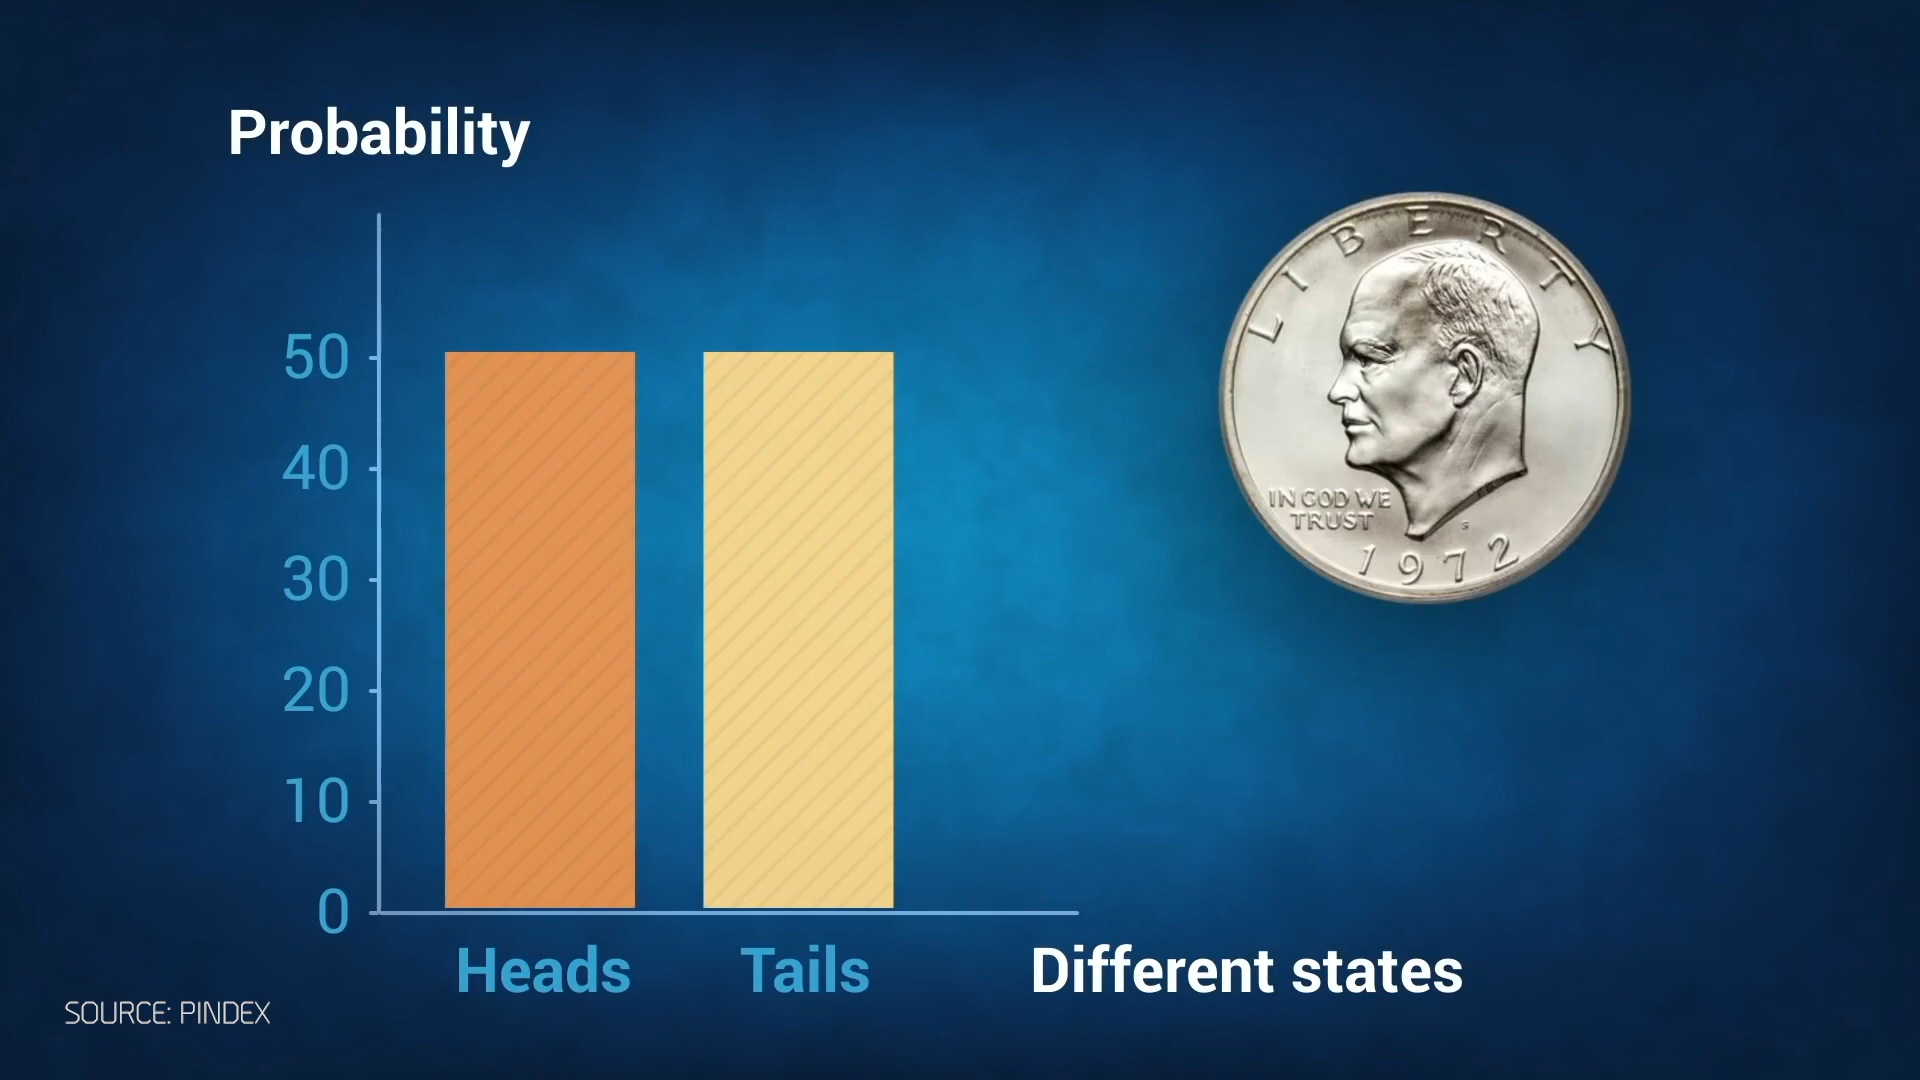 Probability
LIBERTY
50
40
30
20
10
0
IN GOD WE
TRUST
S
1972
Heads
Tails
Different states
SOURCE: PINDEX